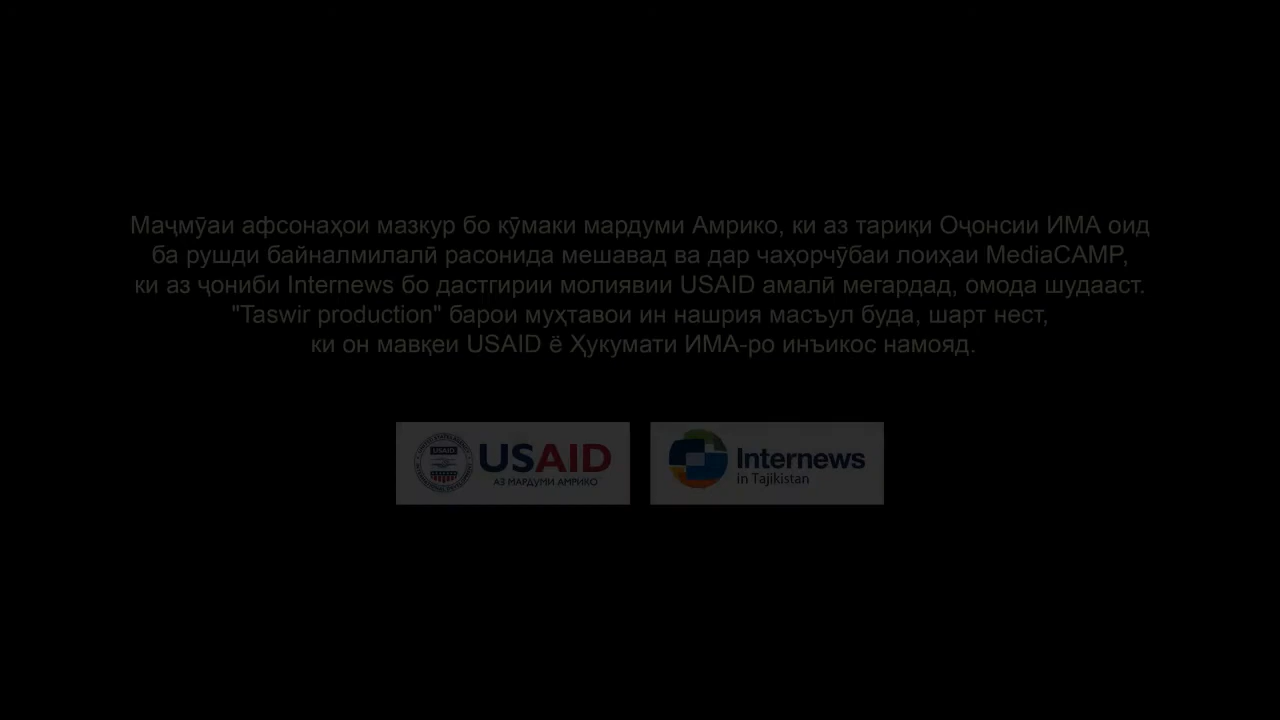 Маҷмӯаи афсонаҳои мазкур бо кӯмаки мардуми Амрико, ки аз тариқи Оҷонсии ИМА оид
ба рушди байналмилалӣ расонида мешавад ва дар чаҳорчӯбаи лоиҳаи MediaCAMP,
ки аз ҷониби Internews бо дастгирии молиявии USAID амалӣ мегардад, омода шудааст.
"Taswir production" барои муҳтавои ин нашрия масъул буда, шарт нест,
ки он мавқеи USAID ё Ҳукумати ИМА-ро инъикос намояд.
USAID
USAID
АЗ МАРДУМИ АМРИКО
Internews
in Tajikistan